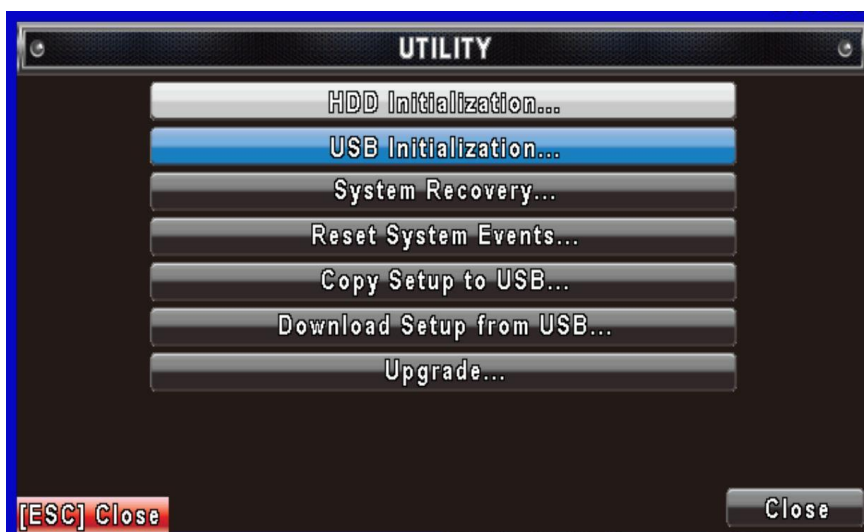 UTILITY
HDD Initialization...
USB Initialization...
System Recovery...
Reset System Events...
Copy Setup to USB...
Download Setup from USB...
Upgrade...
[ESC] Close
Close